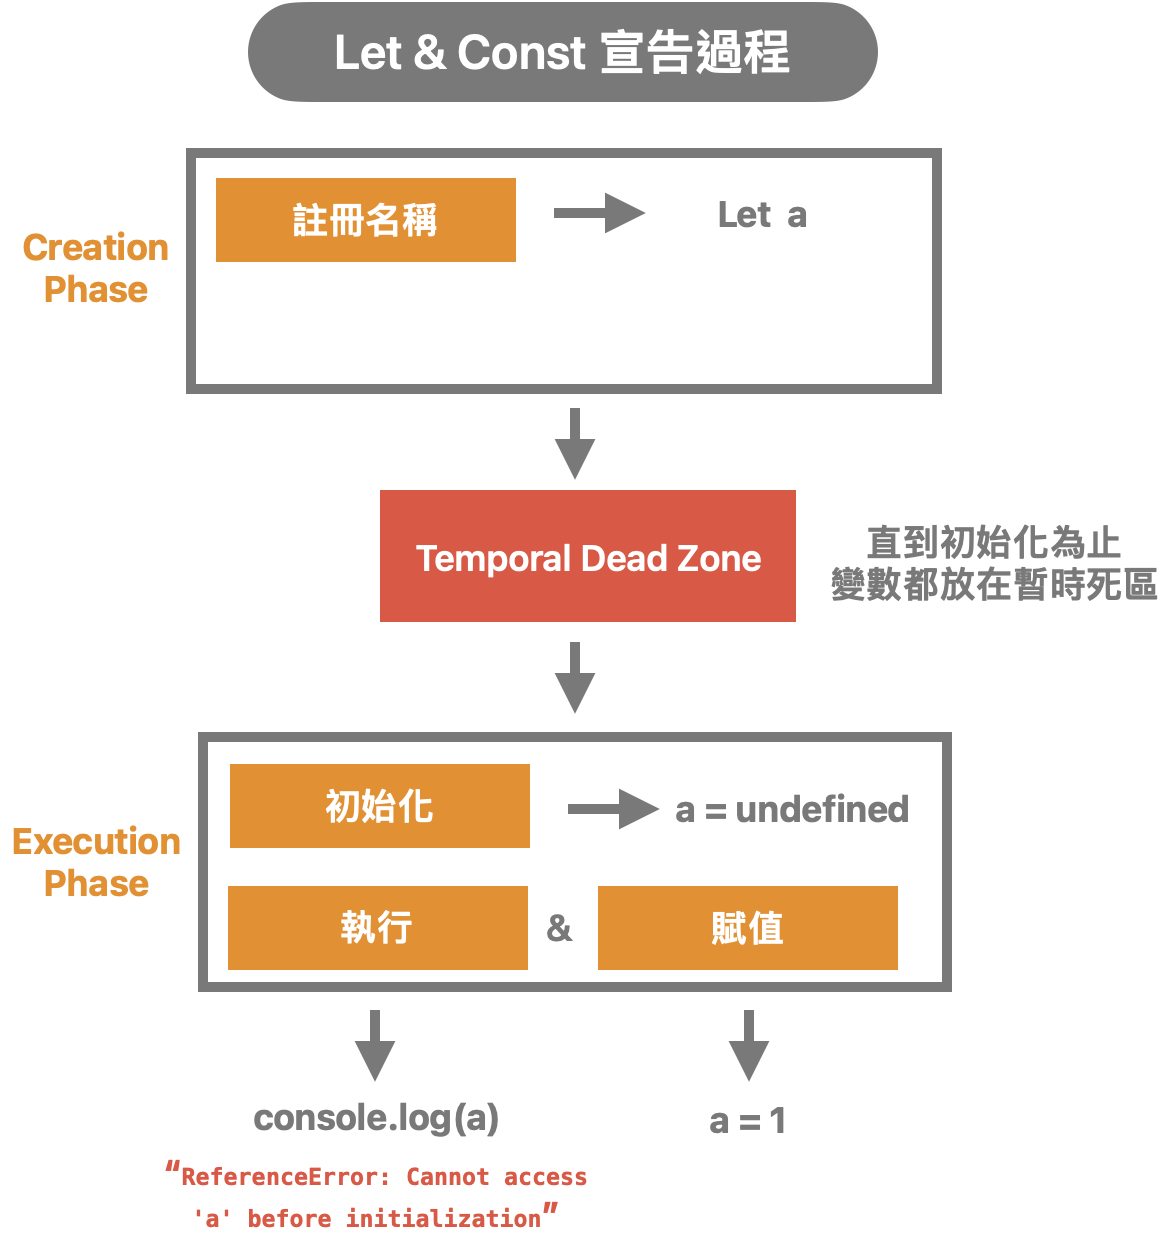 Let & Const 宣告過程
Creation
Phase
註冊名稱
Let a
Temporal Dead Zone
直到初始化為止
變數都放在暫時死區
Execution
Phase
初始化
a = undefined
執行
&
賦值
console.log(a)
a = 1
“ReferenceError: Cannot access
'a' before initialization”